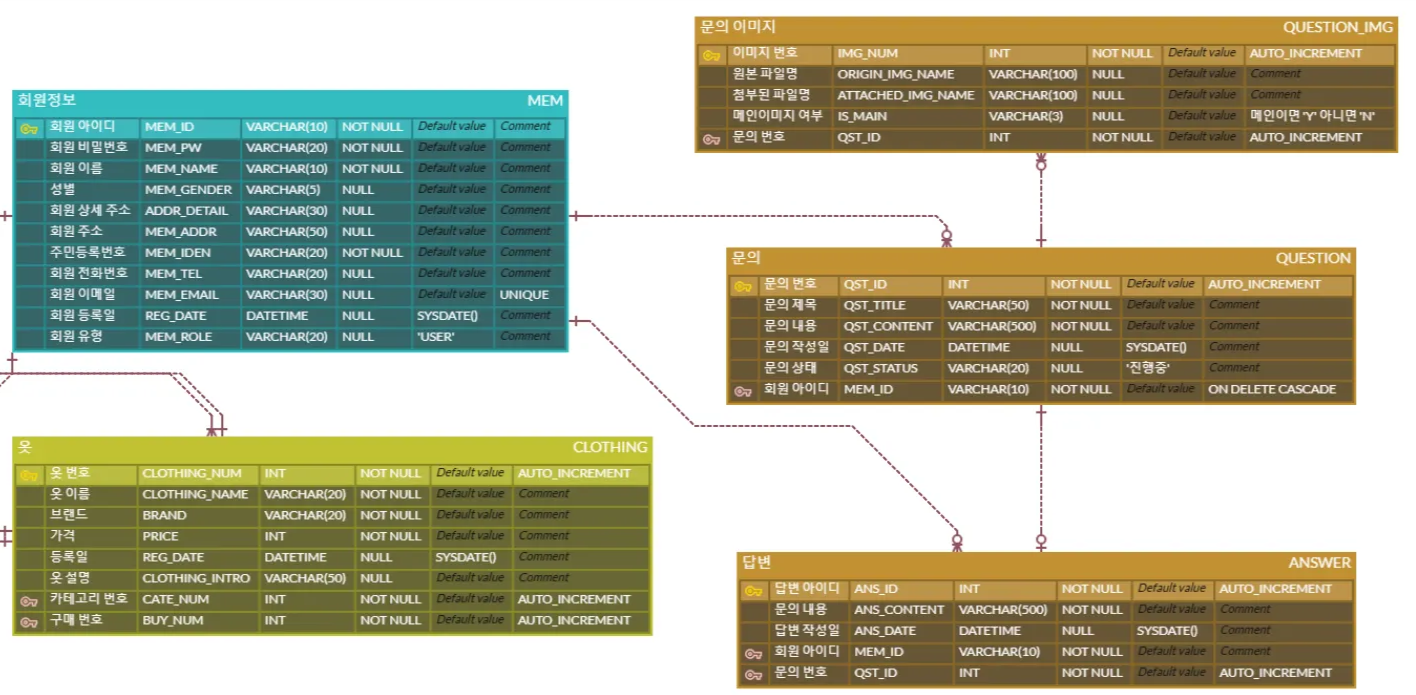 회원정보 MEM
회원 아이디 MEM_ID VARCHAR(10) NOT NULL Default value Comment
회원 비밀번호 MEM_PW VARCHAR(20) NOT NULL Default value Comment
회원 이름 MEM_NAME VARCHAR(10) NOT NULL Default value Comment
성별 MEM_GENDER VARCHAR(5) NULL Default value Comment
회원 상세 주소 ADDR_DETAIL VARCHAR(30) NULL Default value Comment
회원 주소 MEM_ADDR VARCHAR(50) NULL Default value Comment
주민등록번호 MEM_IDEN VARCHAR(20) NOT NULL Default value Comment
회원 전화번호 MEM_TEL VARCHAR(20) NULL Default value Comment
회원 이메일 MEM_EMAIL VARCHAR(30) NULL Default value UNIQUE
회원 등록일 REG_DATE DATETIME NULL SYSDATE() Comment
회원 유형 MEM_ROLE VARCHAR(20) NULL 'USER' Comment
옷 CLOTHING
옷 번호 CLOTHING_NUM INT NOT NULL Default value AUTO_INCREMENT
옷 이름 CLOTHING_NAME VARCHAR(20) NOT NULL Default value Comment
브랜드 BRAND VARCHAR(20) NOT NULL Default value Comment
가격 PRICE INT NOT NULL Default value Comment
등록일 REG_DATE DATETIME NULL SYSDATE() Comment
옷 설명 CLOTHING_INTRO VARCHAR(50) NULL Default value Comment
카테고리 번호 CATE_NUM INT NOT NULL Default value AUTO_INCREMENT
구매 번호 BUY_NUM INT NOT NULL Default value AUTO_INCREMENT
문의 이미지 QUESTION_IMG
이미지 번호 IMG_NUM INT NOT NULL Default value AUTO_INCREMENT
원본 파일명 ORIGIN_IMG_NAME VARCHAR(100) NULL Default value Comment
첨부된 파일명 ATTACHED_IMG_NAME VARCHAR(100) NULL Default value Comment
메인이미지 여부 IS_MAIN VARCHAR(3) NULL Default value 메인이면 'Y' 아니면 'N'
문의 번호 QST_ID INT NOT NULL Default value AUTO_INCREMENT
문의 QUESTION
문의 번호 QST_ID INT NOT NULL Default value AUTO_INCREMENT
문의 제목 QST_TITLE VARCHAR(50) NOT NULL Default value Comment
문의 내용 QST_CONTENT VARCHAR(500) NOT NULL Default value Comment
문의 작성일 QST_DATE DATETIME NULL SYSDATE() Comment
문의 상태 QST_STATUS VARCHAR(20) NULL '진행중' Comment
회원 아이디 MEM_ID VARCHAR(10) NOT NULL Default value ON DELETE CASCADE
답변 ANSWER
답변 아이디 ANS_ID INT NOT NULL Default value AUTO_INCREMENT
문의 내용 ANS_CONTENT VARCHAR(500) NOT NULL Default value Comment
답변 작성일 ANS_DATE DATETIME NULL SYSDATE() Comment
회원 아이디 MEM_ID VARCHAR(10) NOT NULL Default value Comment
문의 번호 QST_ID INT NOT NULL Default value AUTO_INCREMENT